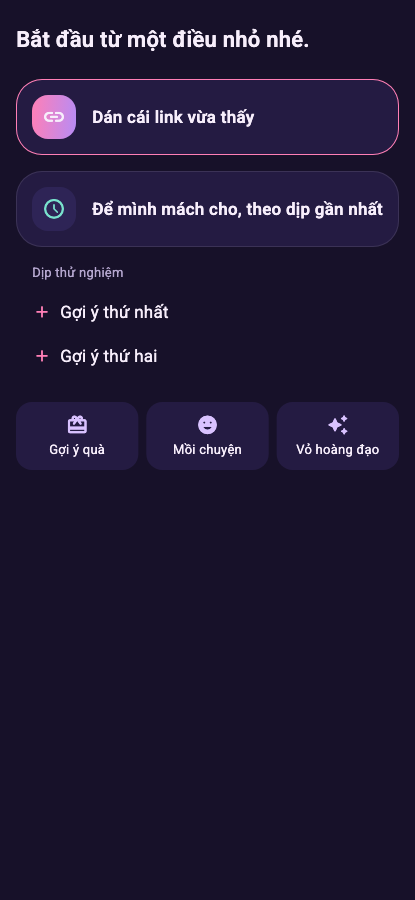 Bắt đầu từ một điều nhỏ nhé.
Dán cái link vừa thấy
Để mình mách cho, theo dịp gần nhất
Dịp thử nghiệm
Gợi ý thứ nhất
Gợi ý thứ hai
Gợi ý quà
Mồi chuyện
Vỏ hoàng đạo